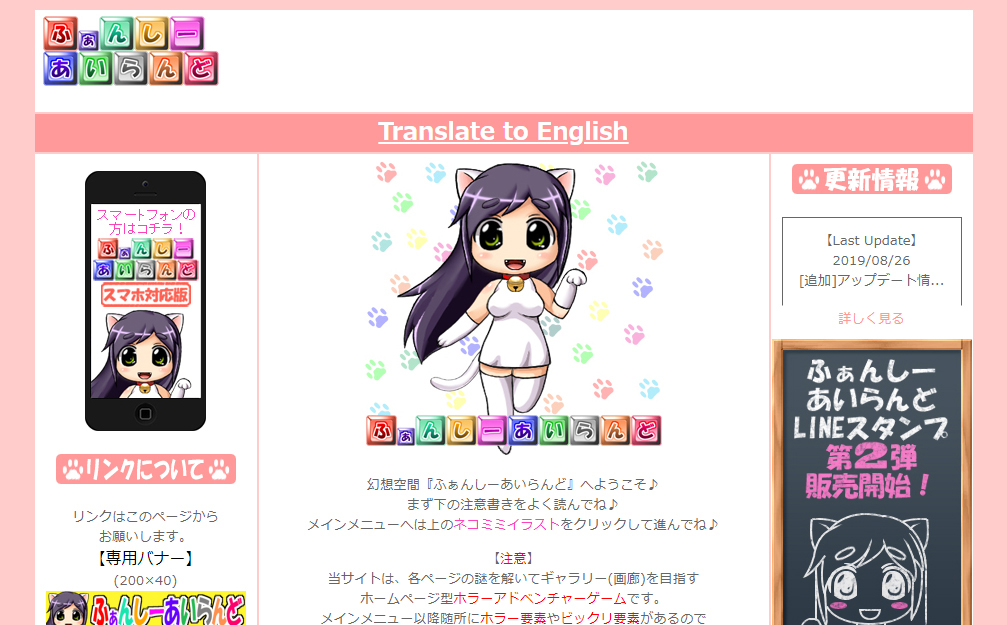 ふぁんしー
あいらんど
Translate to English
スマートフォンの
方はコチラ！
ふぁんしー
あいらんど
スマホ対応版
リンクについて
リンクはこのページから
お願いします。
【専用バナー】
(200×40)
ふぁんしーあいらんど
ふぁんしーあいらんど
幻想空間『ふぁんしーあいらんど』へようこそ♪
まず下の注意書きをよく読んでね♪
メインメニューへは上のネコミミイラストをクリックして進んでね♪
【注意】
当サイトは、各ページの謎を解いてギャラリー(画廊)を目指す
ホームページ型ホラーアドベンチャーゲームです。
メインメニュー以降随所にホラー要素やビックリ要素があるので
更新情報
【Last Update】
2019/08/26
[追加]アップデート情...
詳しく見る
ふぁんしー
あいらんど
LINEスタンプ
第2弾
販売開始！